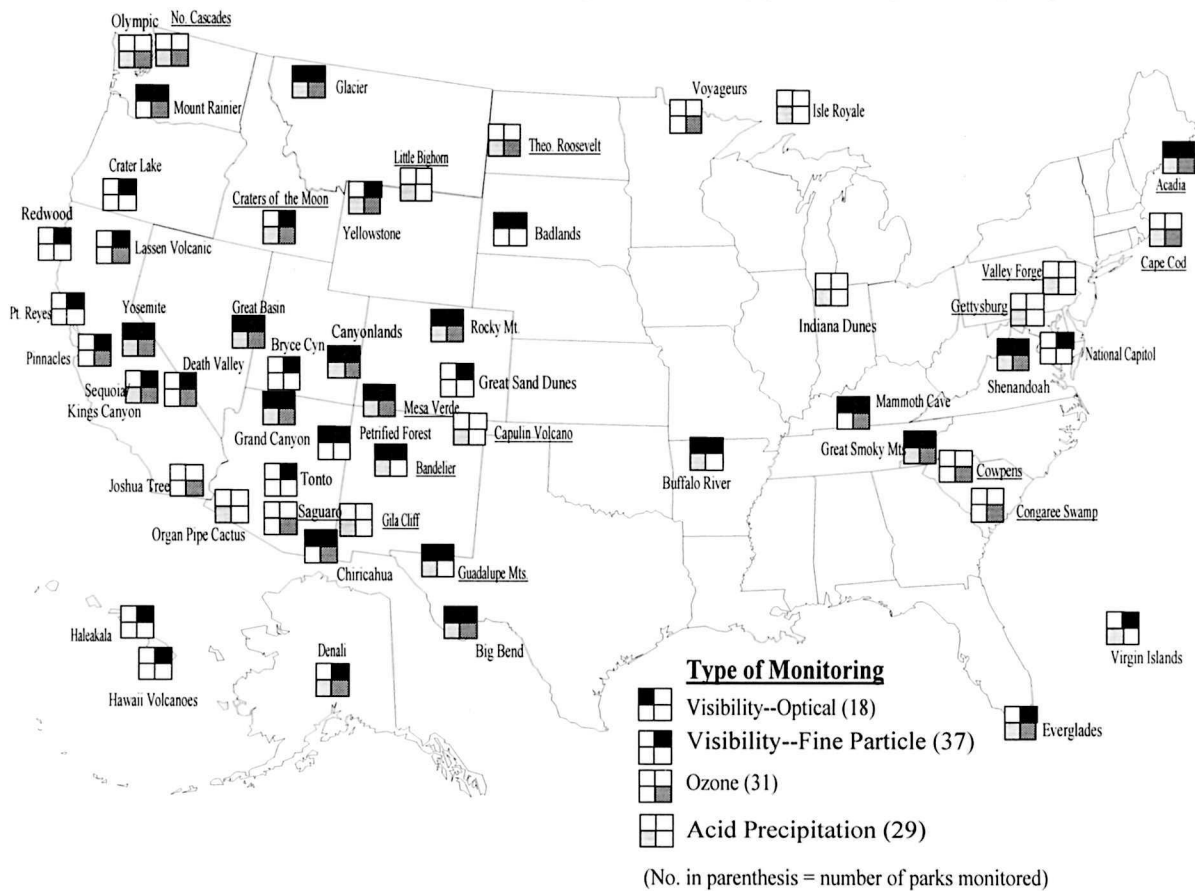 Olympic
No. Cascades
Mount Rainier
Glacier
Voyageurs
Isle Royale
Theo. Roosevelt
Little Bighorn
Crater Lake
Acadia
Craters of the Moon
Yellowstone
Badlands
Redwood
Lassen Volcanic
Cape Cod
Valley Forge
Gettysburg
Indiana Dunes
Pt. Reyes
Yosemite
Great Basin
Canyonlands
Rocky Mt.
Pinnacles
Bryce Cyn
National Capitol
Death Valley
Shenandoah
Sequoia/
Kings Canyon
Great Sand Dunes
Mesa Verde
Mammoth Cave
Grand Canyon
Petrified Forest
Capulin Volcano
Great Smoky Mts.
Bandelier
Buffalo River
Cowpens
Joshua Tree
Tonto
Saguaro
Gila Cliff
Congaree Swamp
Organ Pipe Cactus
Chiricahua
Guadalupe Mts.
Haleakala
Big Bend
Virgin Islands
Denali
Hawaii Volcanoes
Everglades
Type of Monitoring
Visibility--Optical (18)
Visibility--Fine Particle (37)
Ozone (31)
Acid Precipitation (29)
(No. in parenthesis = number of parks monitored)